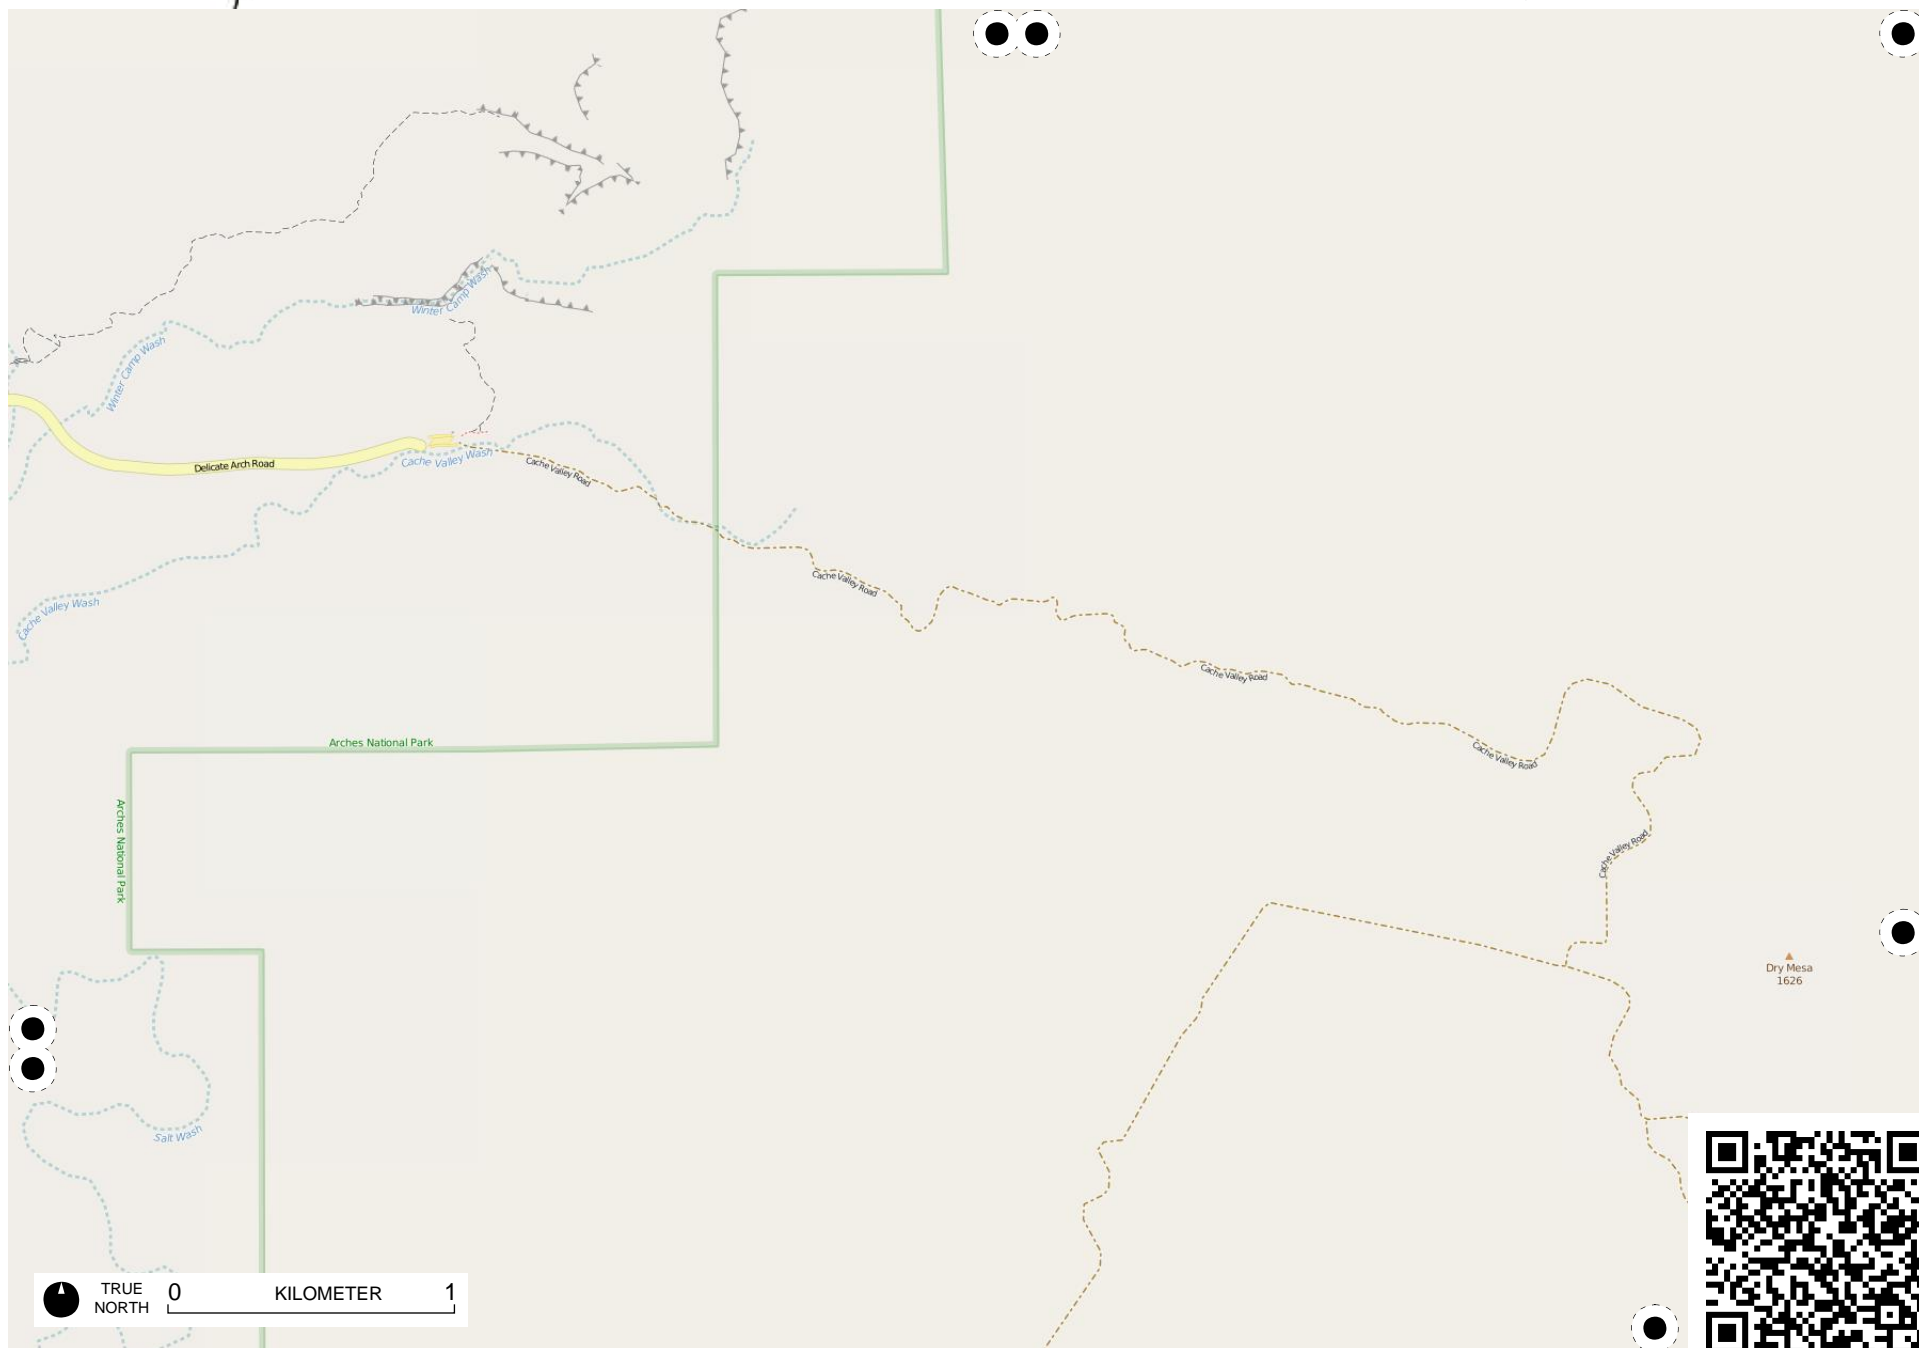 Winter Camp Wash
Winter Camp Wash
Delicate Arch Road
Cache Valley Wash
Cache Valley Road
Cache Valley Road
Cache Valley Wash
Cache Valley Road
Arches National Park
Cache Valley Road
Arches National Park
Cache Valley Road
Dry Mesa
1626
Salt Wash
TRUE
NORTH
0 KILOMETER 1